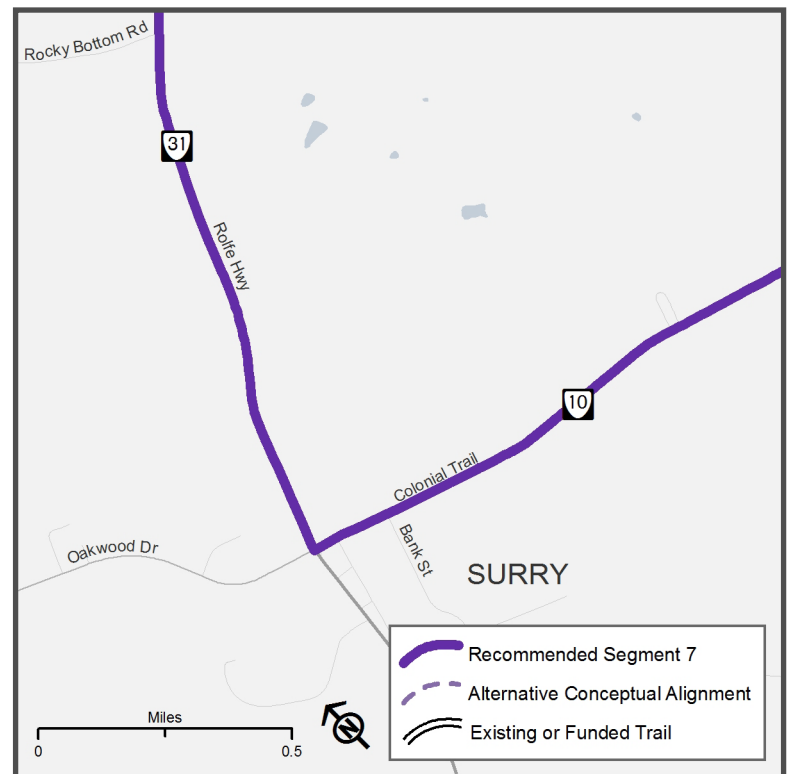 Rocky Bottom Rd
31
Rolfe Hwy
10
Colonial Trail
Bank St
Oakwood Dr
SURRY
Recommended Segment 7
Alternative Conceptual Alignment
Existing or Funded Trail
Miles
0 0.5
N